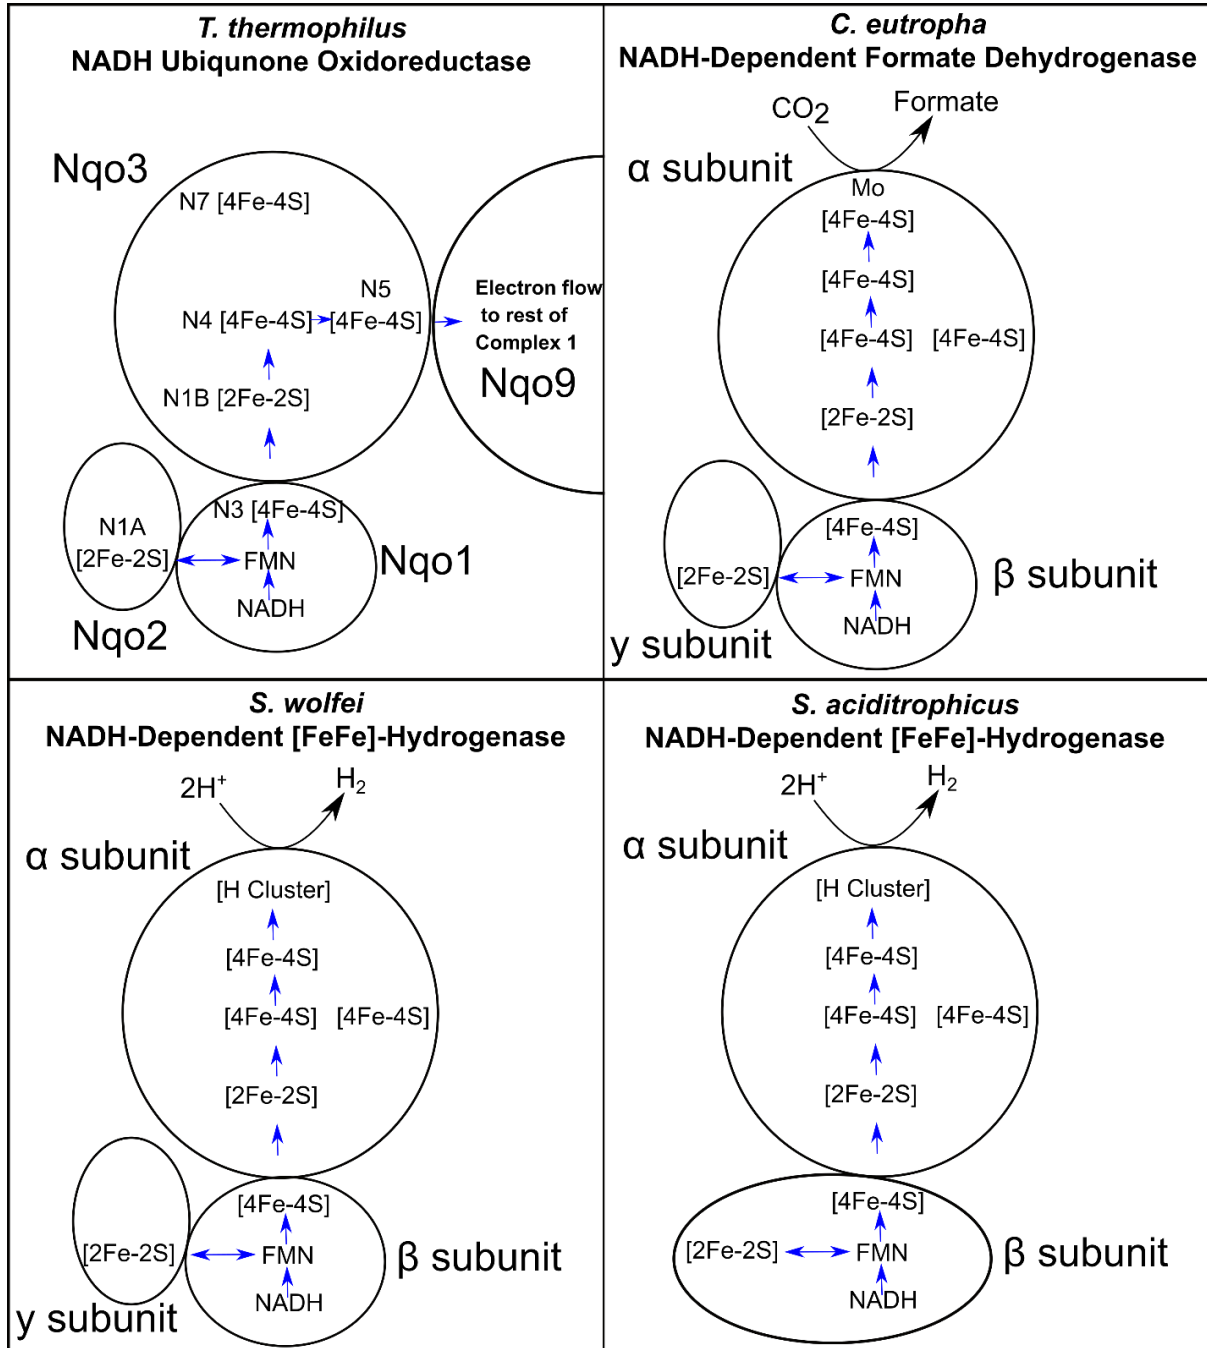 T. thermophilus
NADH Ubiqunone Oxidoreductase
Nqo3
N7 [4Fe-4S]
N5
N4 [4Fe-4S]
[4Fe-4S]
N1B [2Fe-2S]
Electron flow
to rest of
Complex 1
Nqo9
N1A
[2Fe-2S]
N3 [4Fe-4S]
FMN
NADH
Nqo1
Nqo2
C. eutropha
NADH-Dependent Formate Dehydrogenase
CO2
Formate
α subunit
Mo
[4Fe-4S]
[4Fe-4S]
[4Fe-4S] [4Fe-4S]
[2Fe-2S]
[4Fe-4S]
[2Fe-2S]
FMN
NADH
β subunit
y subunit
S. wolfei
NADH-Dependent [FeFe]-Hydrogenase
2H+
H2
α subunit
[H Cluster]
[4Fe-4S]
[4Fe-4S] [4Fe-4S]
[2Fe-2S]
[4Fe-4S]
[2Fe-2S]
FMN
NADH
β subunit
y subunit
S. aciditrophicus
NADH-Dependent [FeFe]-Hydrogenase
2H+
H2
α subunit
[H Cluster]
[4Fe-4S]
[4Fe-4S] [4Fe-4S]
[2Fe-2S]
[4Fe-4S]
[2Fe-2S]
FMN
NADH
β subunit